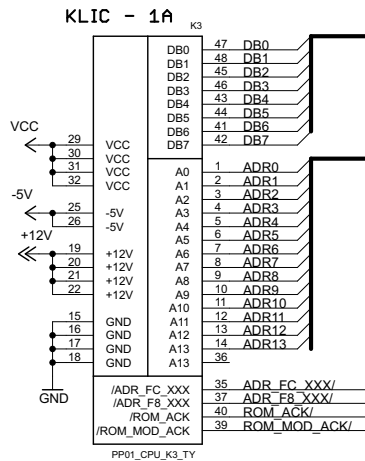 KLIC - 1A
K3
DB0 47 DB0
DB1 48 DB1
DB2 45 DB2
DB3 46 DB3
DB4 43 DB4
DB5 44 DB5
DB6 41 DB6
DB7 42 DB7
VCC
29 VCC
30 VCC
31 VCC
32 VCC
-5V
25 -5V
26 -5V
+12V
19 +12V
20 +12V
21 +12V
22 +12V
15 GND
16 GND
17 GND
18 GND
GND
A0 1 ADR0
A1 2 ADR1
A2 3 ADR2
A3 4 ADR3
A4 5 ADR4
A5 6 ADR5
A6 7 ADR6
A7 8 ADR7
A8 9 ADR8
A9 10 ADR9
A10 11 ADR10
A11 12 ADR11
A12 13 ADR12
A13 14 ADR13
A13 36
/ADR_FC_XXX 35 ADR_FC_XXX/
/ADR_F8_XXX 37 ADR_F8_XXX/
/ROM_ACK 40 ROM_ACK/
/ROM_MOD_ACK 39 ROM_MOD_ACK/
PP01_CPU_K3_TY